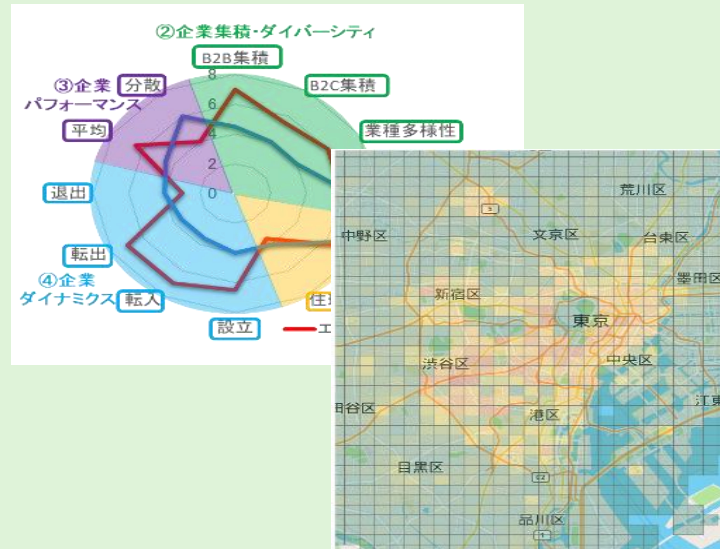 ②企業集積・ダイバーシティ
B2B集積
③企業
パフォーマンス
分散
B2C集積
平均
業種多様性
8
6
4
2
0
退出
転出
④企業
ダイナミクス
転入
設立
荒川区
中野区
文京区
台東区
墨田区
新宿区
東京
渋谷区
中央区
港区
目黒区
品川区
5
C2
1